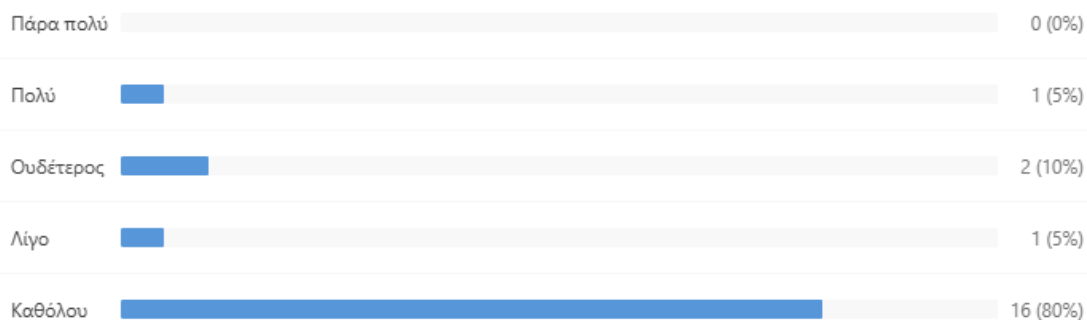 Πάρα πολύ 0 (0%)
Πολύ 1 (5%)
Ουδέτερος 2 (10%)
Λίγο 1 (5%)
Καθόλου 16 (80%)